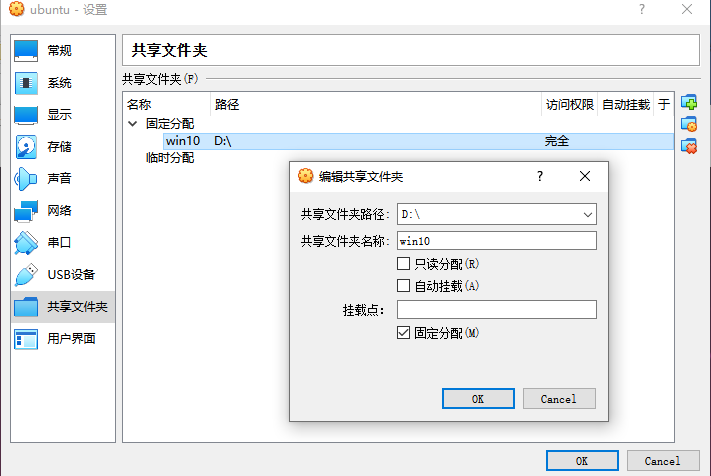 ubuntu - 设置
常规
系统
显示
存储
声音
网络
串口
USB设备
共享文件夹
用户界面
共享文件夹
共享文件夹(F)
名称 路径 访问权限 自动挂载 于
固定分配
win10 D:\ 完全
临时分配
编辑共享文件夹
共享文件夹路径: D:\
共享文件夹名称: win10
只读分配(R)
自动挂载(A)
挂载点:
固定分配(M)
OK Cancel
OK Cancel